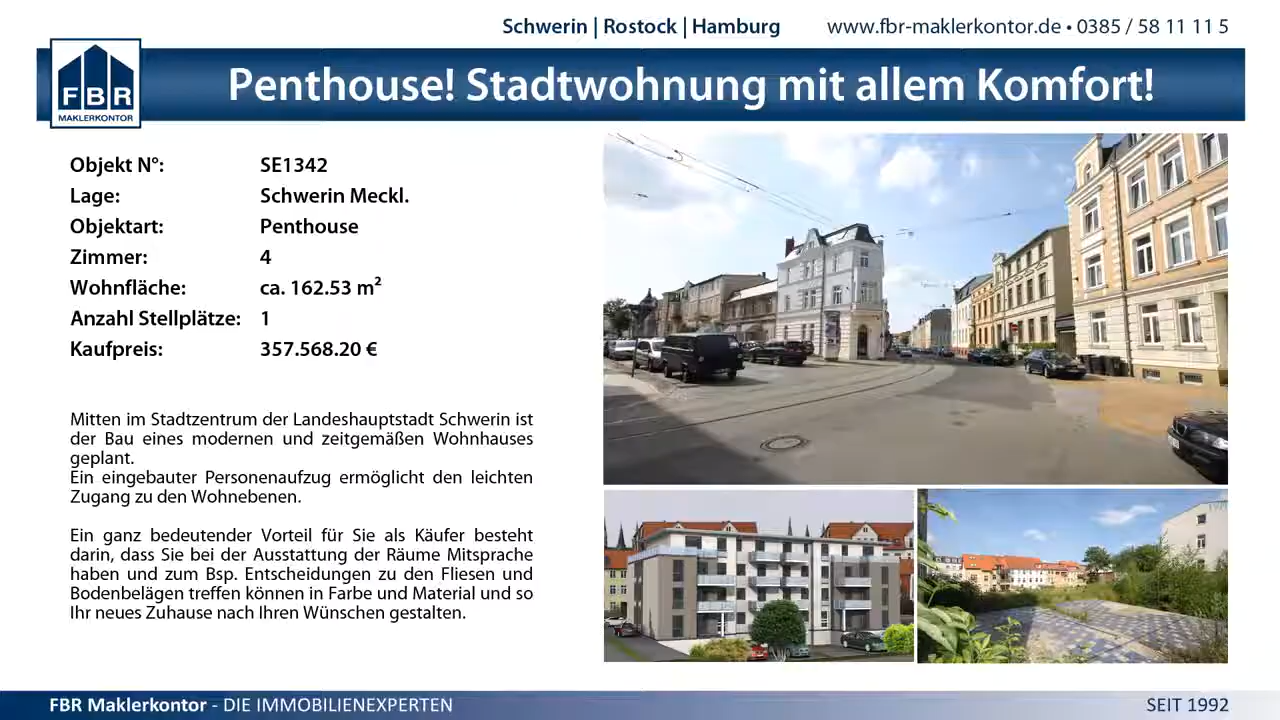 Schwerin | Rostock | Hamburg www.fbr-maklerkontor.de • 0385 / 58 11 11 5
FBR
MAKLERKONTOR
Penthouse! Stadtwohnung mit allem Komfort!
Objekt N°: SE1342
Lage: Schwerin Meckl.
Objektart: Penthouse
Zimmer: 4
Wohnfläche: ca. 162.53 m²
Anzahl Stellplätze: 1
Kaufpreis: 357.568.20 €
Mitten im Stadtzentrum der Landeshauptstadt Schwerin ist
der Bau eines modernen und zeitgemäßen Wohnhauses
geplant.
Ein eingebauter Personenaufzug ermöglicht den leichten
Zugang zu den Wohnebenen.
Ein ganz bedeutender Vorteil für Sie als Käufer besteht
darin, dass Sie bei der Ausstattung der Räume Mitsprache
haben und zum Bsp. Entscheidungen zu den Fliesen und
Bodenbelägen treffen können in Farbe und Material und so
Ihr neues Zuhause nach Ihren Wünschen gestalten.
FBR Maklerkontor - DIE IMMOBILIENEXPERTEN SEIT 1992